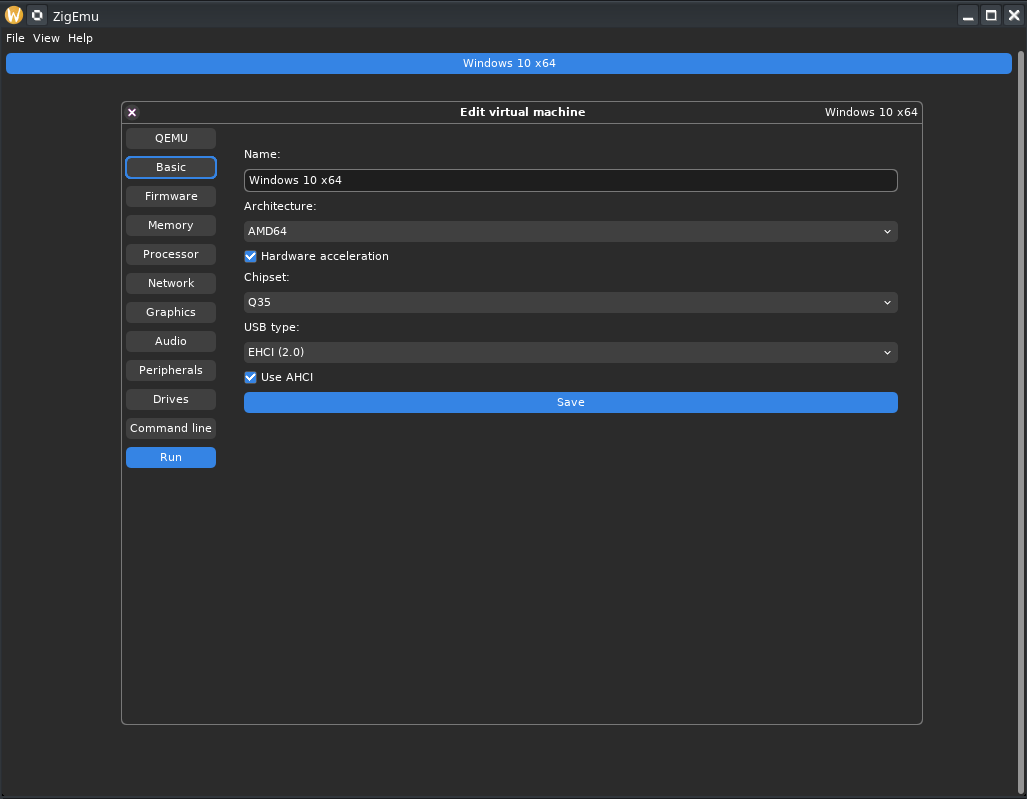 W ZigEmu
File View Help
Windows 10 x64
Edit virtual machine Windows 10 x64
QEMU
Basic
Firmware
Memory
Processor
Network
Graphics
Audio
Peripherals
Drives
Command line
Run
Name:
Windows 10 x64
Architecture:
AMD64
Hardware acceleration
Chipset:
Q35
USB type:
EHCI (2.0)
Use AHCI
Save